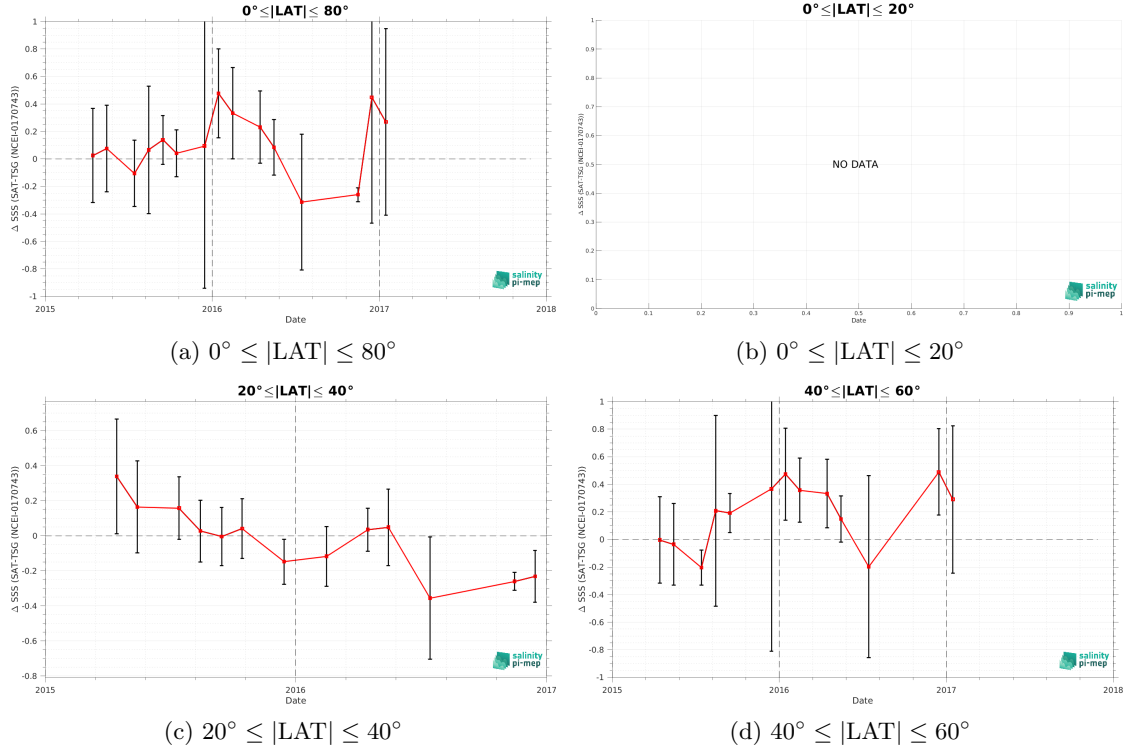 0°≤|LAT|≤ 80°
Δ SSS (SAT-TSG (NCEI-0170743))
1
0.8
0.6
0.4
0.2
0
-0.2
-0.4
-0.6
-0.8
-1
2015
2016
2017
2018
Date
salinity
pi-mep
(a) 0° ≤ |LAT| ≤ 80°
0°≤|LAT|≤ 20°
Δ SSS (SAT-TSG (NCEI-0170743))
1
0.9
0.8
0.7
0.6
0.5
0.4
0.3
0.2
0.1
0
NO DATA
0
0.1
0.2
0.3
0.4
0.5
0.6
0.7
0.8
0.9
1
Date
salinity
pi-mep
(b) 0° ≤ |LAT| ≤ 20°
20°≤|LAT|≤ 40°
Δ SSS (SAT-TSG (NCEI-0170743))
0.6
0.4
0.2
0
-0.2
-0.4
-0.6
-0.8
2015
2016
2017
Date
salinity
pi-mep
(c) 20° ≤ |LAT| ≤ 40°
40°≤|LAT|≤ 60°
Δ SSS (SAT-TSG (NCEI-0170743))
1
0.8
0.6
0.4
0.2
0
-0.2
-0.4
-0.6
-0.8
-1
2015
2016
2017
2018
Date
salinity
pi-mep
(d) 40° ≤ |LAT| ≤ 60°